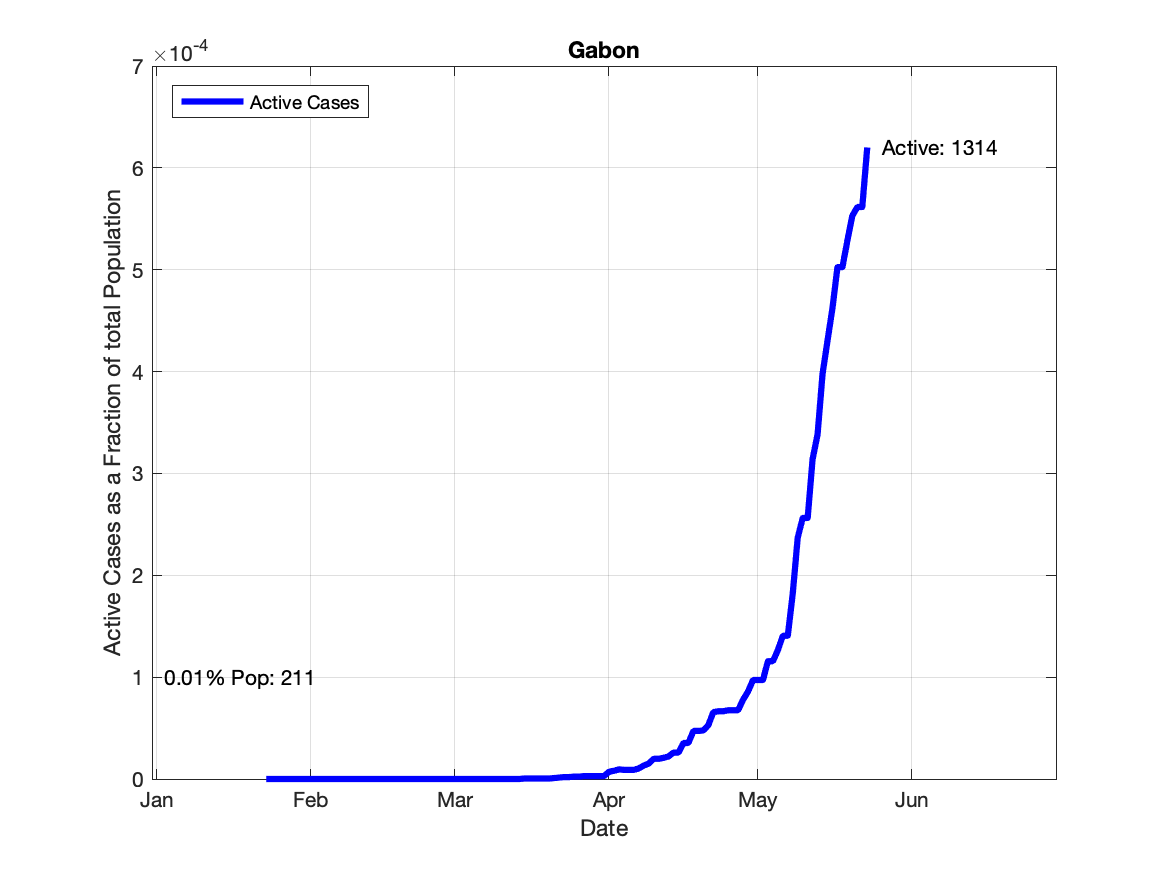 Gabon
×10-4
Active Cases
7
6
5
4
3
2
1
0
Active Cases as a Fraction of total Population
Active: 1314
0.01% Pop: 211
Jan Feb Mar Apr May Jun
Date